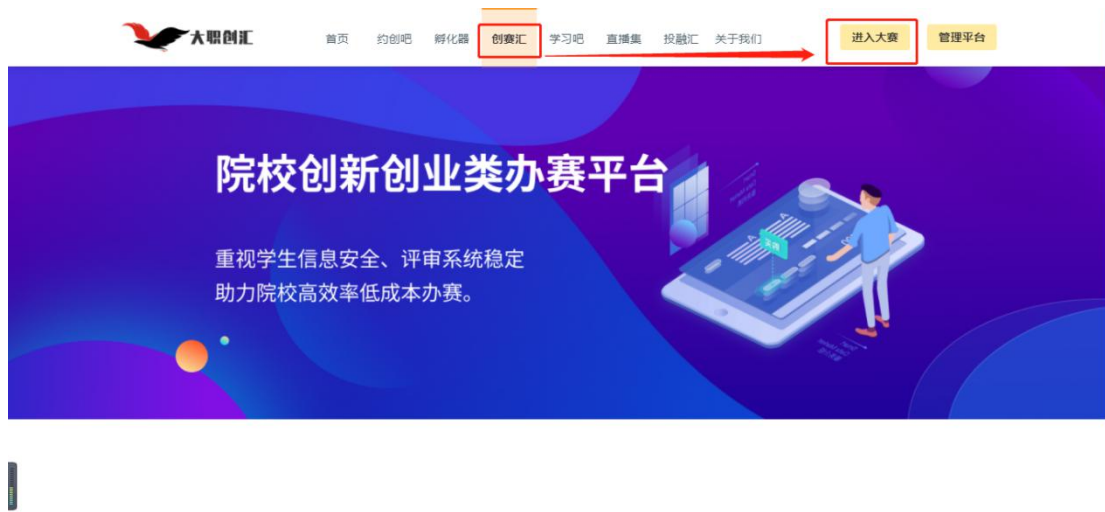 大职创汇
首页 约创吧 孵化器 创赛汇 学习吧 直播集 投融汇 关于我们 进入大赛 管理平台
院校创新创业类办赛平台
重视学生信息安全、评审系统稳定
助力院校高效率低成本办赛。